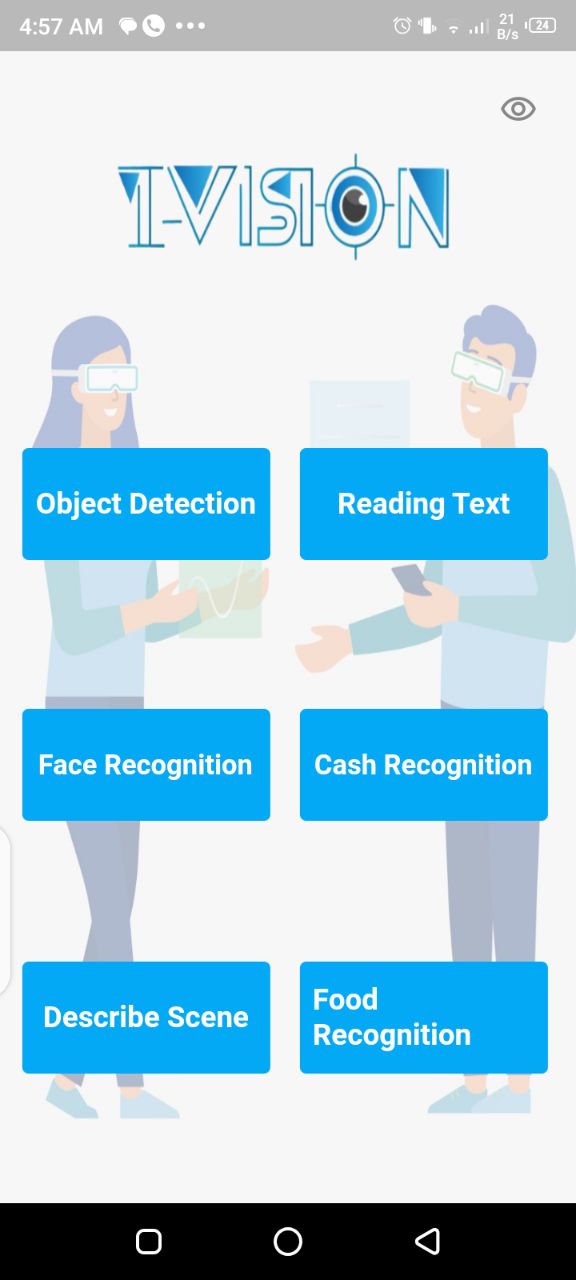 4:57 AM
21
B/s
24
I-VISION
Object Detection
Reading Text
Face Recognition
Cash Recognition
Describe Scene
Food
Recognition